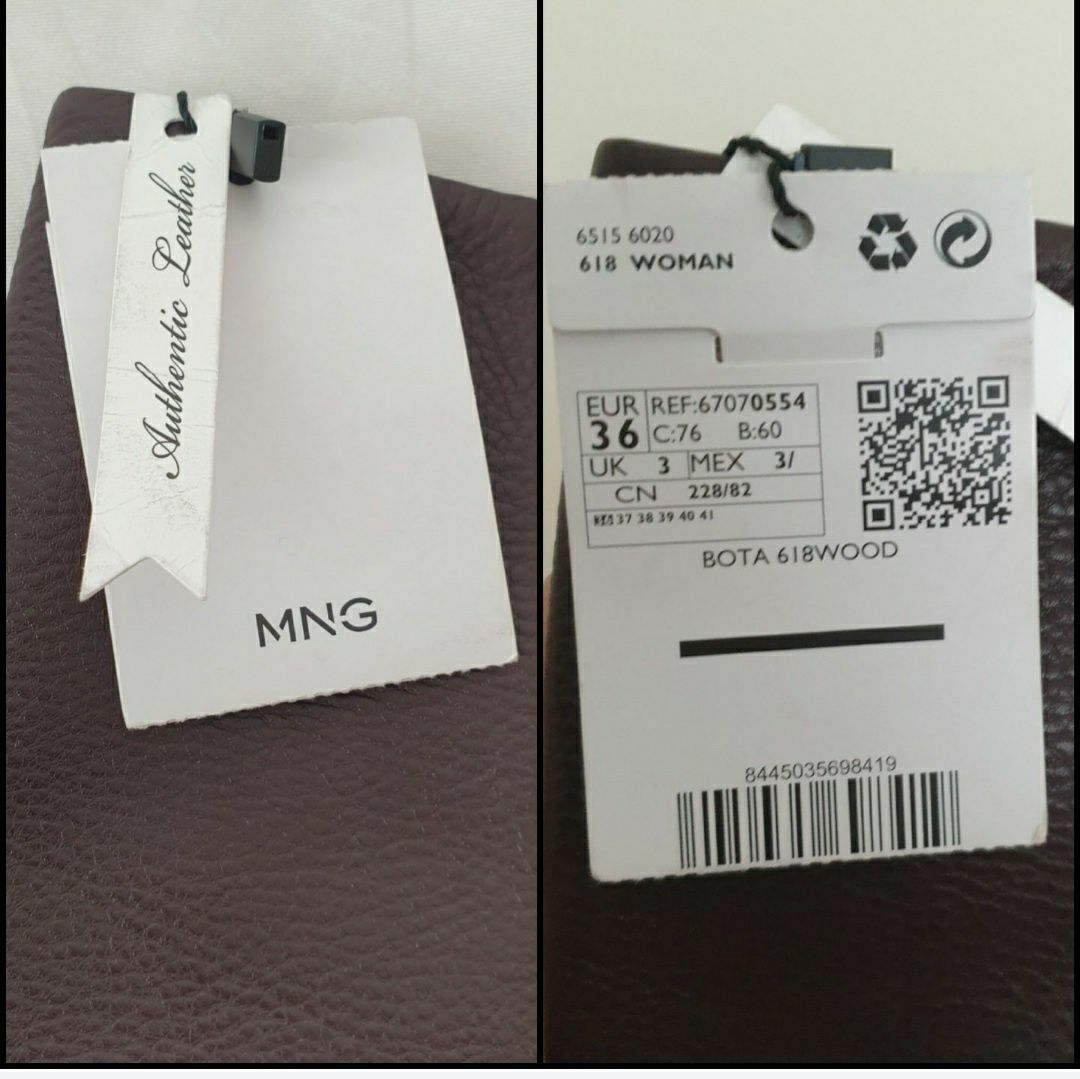 Authentic Leather
MNG
6515 6020
618 WOMAN
EUR
36
REF:67070554
C:76 B:60
UK 3 MEX 3/
CN 228/82
37 38 39 40 41
BOTA 618WOOD
8445035698419